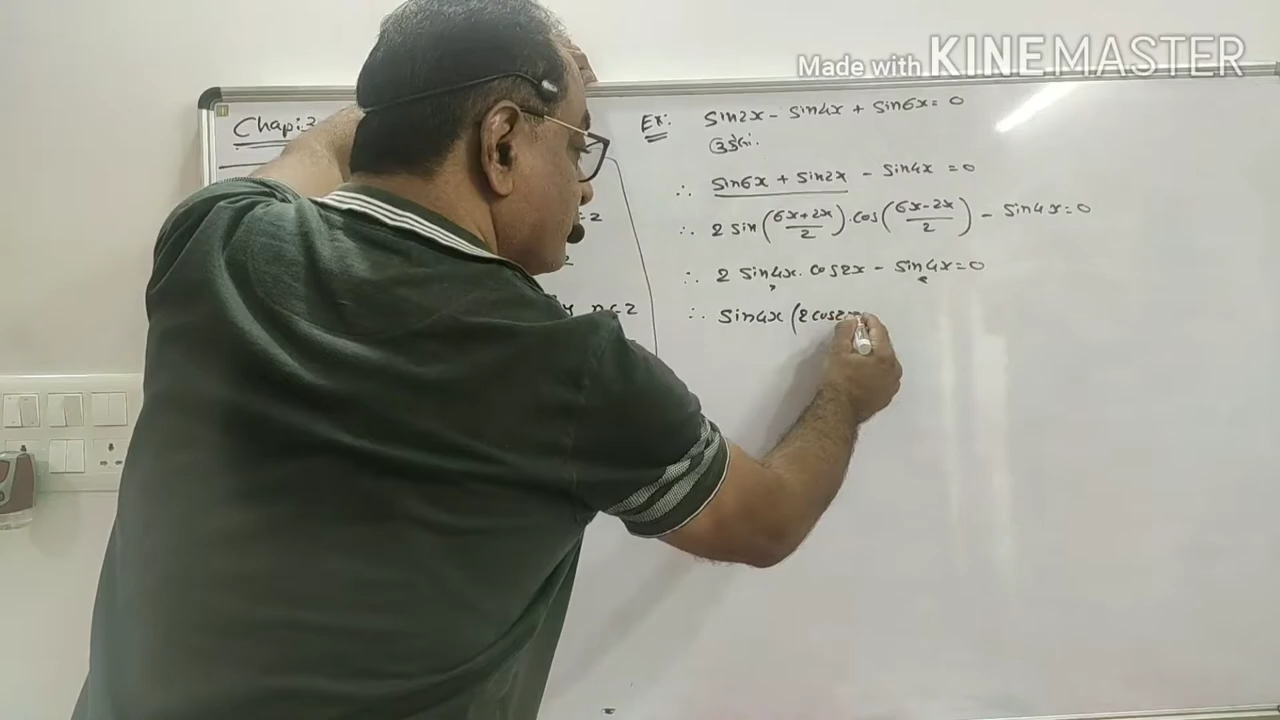 Made with KINEMASTER
Chap:3
Ex: sin2x - sin4x + sin6x = 0
∴ sin6x + sin2x - sin4x = 0
∴ 2 sin(6x+2x/2).cos(6x-2x/2) - sin4x = 0
∴ 2 sin4x. cos2x - sin4x = 0
∴ sin4x (2cos2x